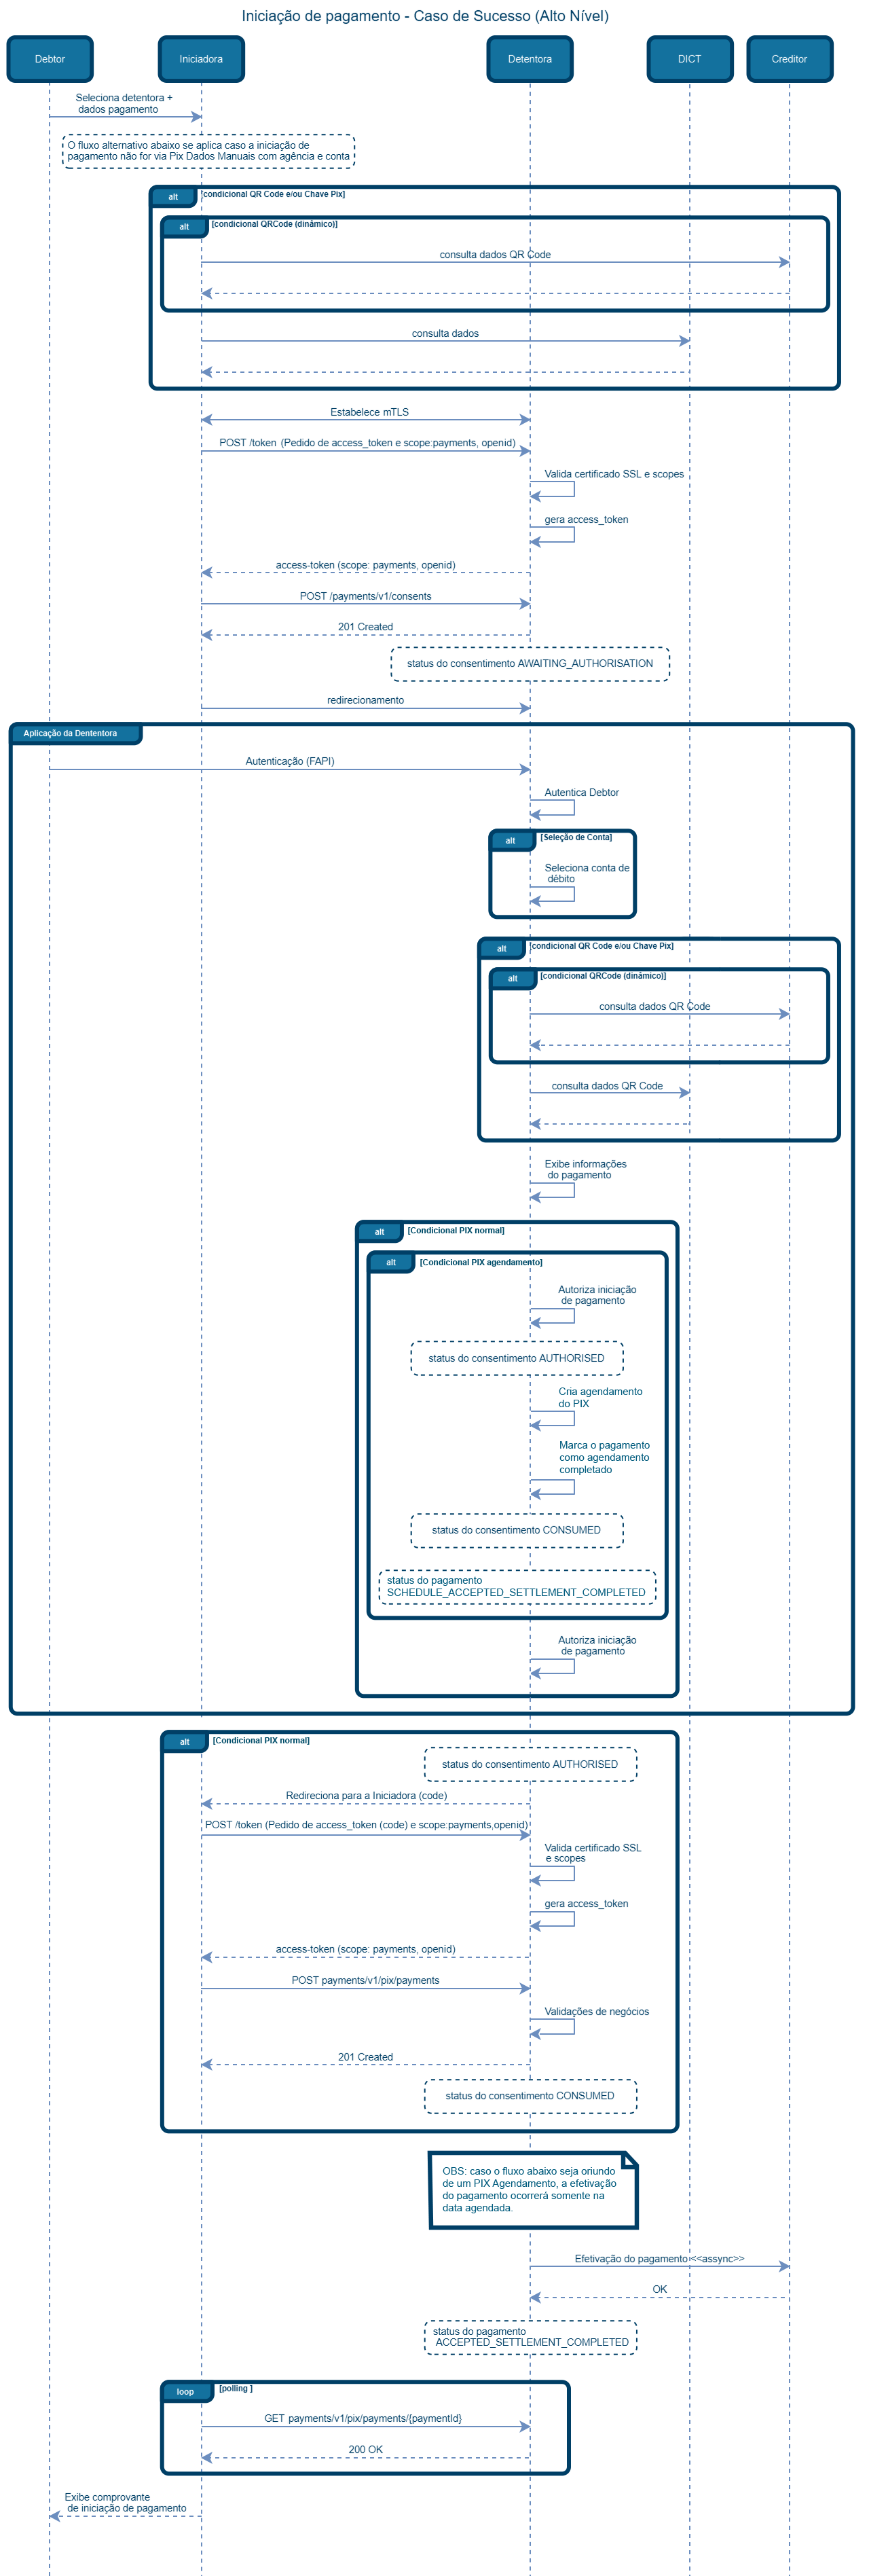 Iniciação de pagamento - Caso de Sucesso (Alto Nível)
Debtor
Iniciadora
Detentora
DICT
Creditor
Seleciona detentora +
dados pagamento
O fluxo alternativo abaixo se aplica caso a iniciação de
pagamento não for via Pix Dados Manuais com agência e conta
alt
[condicional QR Code e/ou Chave Pix]
alt
[condicional QRCode (dinâmico)]
consulta dados QR Code
consulta dados
Estabelece mTLS
POST /token (Pedido de access_token e scope:payments, openid)
Valida certificado SSL e scopes
gera access_token
access-token (scope: payments, openid)
POST /payments/v1/consents
201 Created
status do consentimento AWAITING_AUTHORISATION
redirecionamento
Aplicação da Dententora
Autenticação (FAPI)
Autentica Debtor
alt
[Seleção de Conta]
Seleciona conta de
débito
alt
[condicional QR Code e/ou Chave Pix]
alt
[condicional QRCode (dinâmico)]
consulta dados QR Code
consulta dados QR Code
Exibe informações
do pagamento
alt
[Condicional PIX normal]
alt
[Condicional PIX agendamento]
Autoriza iniciação
de pagamento
status do consentimento AUTHORISED
Cria agendamento
do PIX
Marca o pagamento
como agendamento
completado
status do consentimento CONSUMED
status do pagamento
SCHEDULE_ACCEPTED_SETTLEMENT_COMPLETED
Autoriza iniciação
de pagamento
alt
[Condicional PIX normal]
status do consentimento AUTHORISED
Redireciona para a Iniciadora (code)
POST /token (Pedido de access_token (code) e scope:payments,openid)
Valida certificado SSL
e scopes
gera access_token
access-token (scope: payments, openid)
POST payments/v1/pix/payments
Validações de negócios
201 Created
status do consentimento CONSUMED
OBS: caso o fluxo abaixo seja oriundo
de um PIX Agendamento, a efetivação
do pagamento ocorrerá somente na
data agendada.
Efetivação do pagamento <<assync>>
OK
status do pagamento
ACCEPTED_SETTLEMENT_COMPLETED
loop
[polling ]
GET payments/v1/pix/payments/{paymentId}
200 OK
Exibe comprovante
de iniciação de pagamento